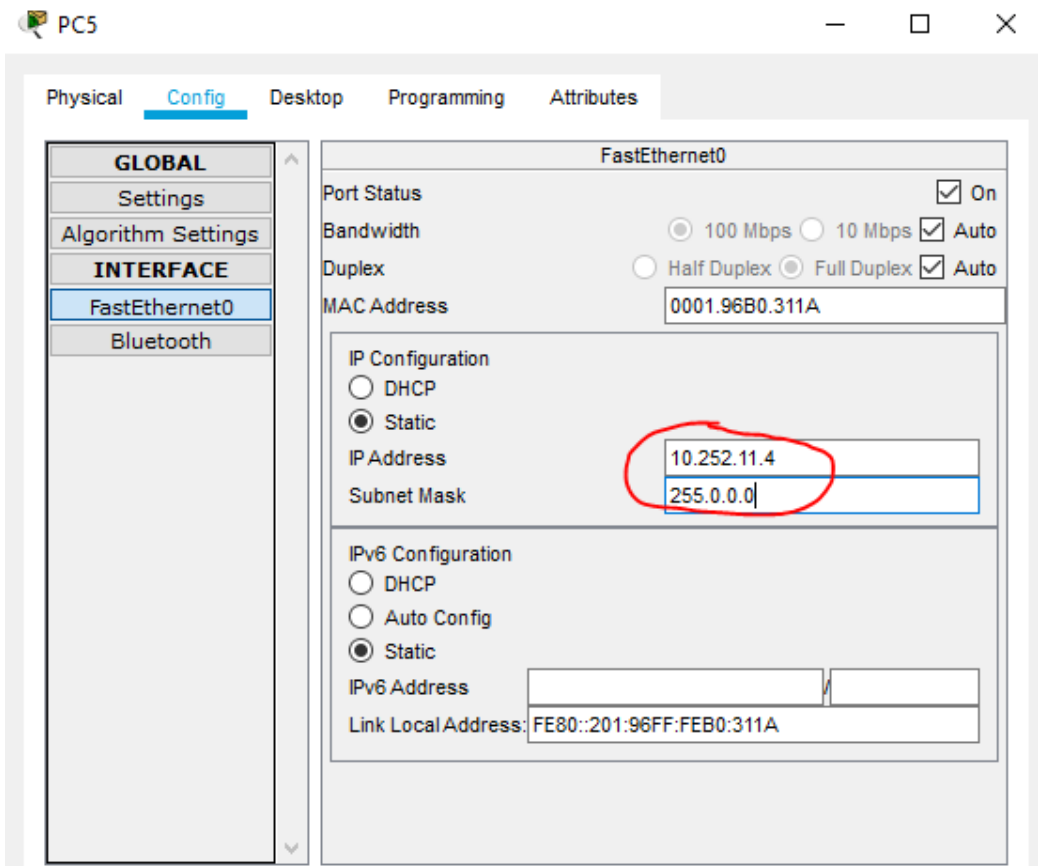 PC5
Physical Config Desktop Programming Attributes
GLOBAL
Settings
Algorithm Settings
INTERFACE
FastEthernet0
Bluetooth
FastEthernet0
Port Status On
Bandwidth 100 Mbps 10 Mbps Auto
Duplex Half Duplex Full Duplex Auto
MAC Address 0001.96B0.311A
IP Configuration
DHCP
Static
IP Address 10.252.11.4
Subnet Mask 255.0.0.0
IPv6 Configuration
DHCP
Auto Config
Static
IPv6 Address /
Link Local Address: FE80::201:96FF:FEB0:311A